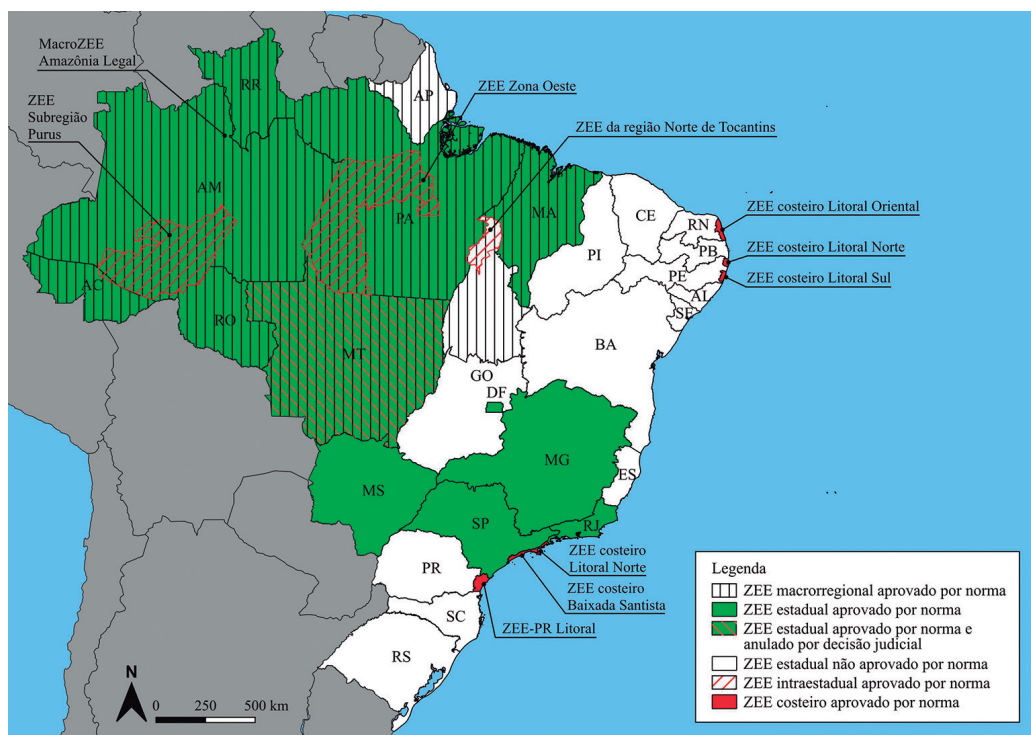 MacroZEE
Amazônia Legal
ZEE
Subregião
Purus
ZEE Zona Oeste
ZEE da região Norte de Tocantins
ZEE costeiro Litoral Oriental
ZEE costeiro Litoral Norte
ZEE costeiro Litoral Sul
RR
AP
AM
PA
MA
CE
RN
PB
PI
PE
AL
SE
AC
RO
MT
BA
GO
DF
MG
ES
MS
SP
RJ
PR
SC
RS
ZEE costeiro
Litoral Norte
ZEE costeiro
Baixada Santista
ZEE-PR Litoral
N
0 250 500 km
Legenda
ZEE macrorregional aprovado por norma
ZEE estadual aprovado por norma
ZEE estadual aprovado por norma e
anulado por decisão judicial
ZEE estadual não aprovado por norma
ZEE intraestadual aprovado por norma
ZEE costeiro aprovado por norma